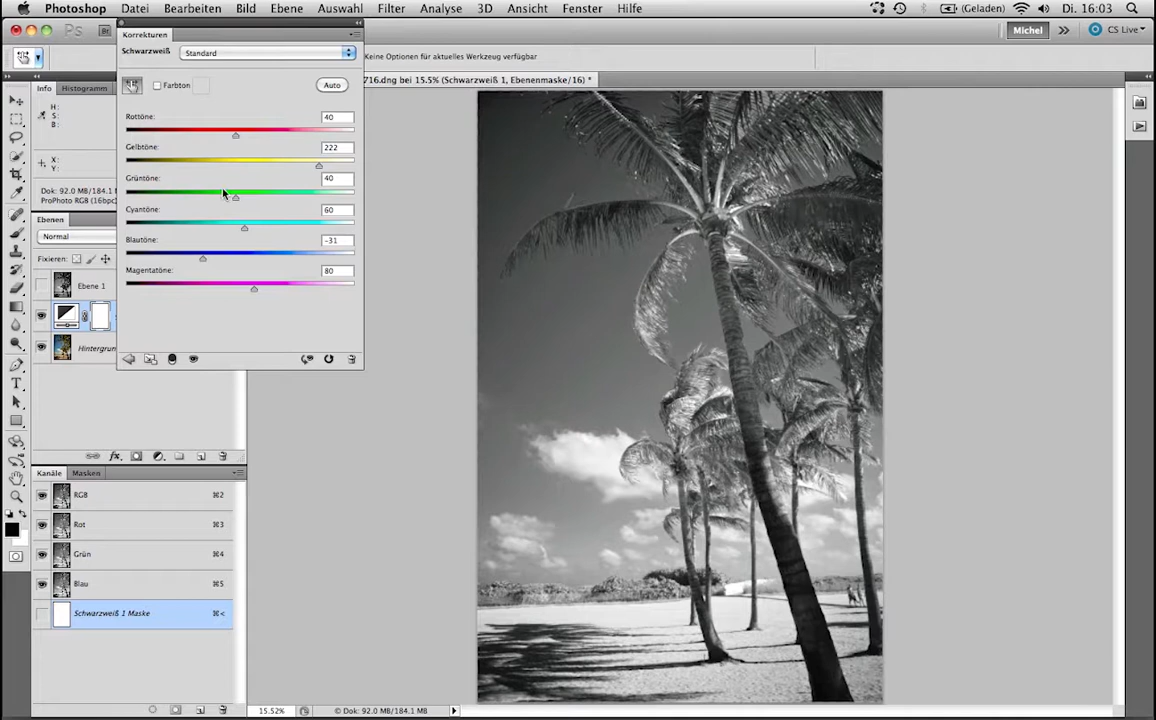 Photoshop Datei Bearbeiten Bild Ebene Auswahl Filter Analyse 3D Ansicht Fenster Hilfe (Geladen) Di. 16:03
Ps Br Michel CS Live
Korrekturen
Keine Optionen für aktuelles Werkzeug verfügbar
Schwarzweiß Standard
716.dng bei 15.5% (Schwarzweiß 1, Ebenenmaske/16) *
Info Histogramm
Farbton Auto
H:
S:
B:
Rottöne: 40
Gelbtöne: 222
X:
Y:
Grüntöne: 40
Dok: 92.0 MB/184.1
ProPhoto RGB (16bpc)
Cyantöne: 60
Ebenen
Normal
Blautöne: -31
Fixieren:
Magentatöne: 80
Ebene 1
Hintergrun
fx
Kanäle Masken
RGB ⌘2
Rot ⌘3
Grün ⌘4
Blau ⌘5
Schwarzweiß 1 Maske ⌘<
15.52% Dok: 92.0 MB/184.1 MB